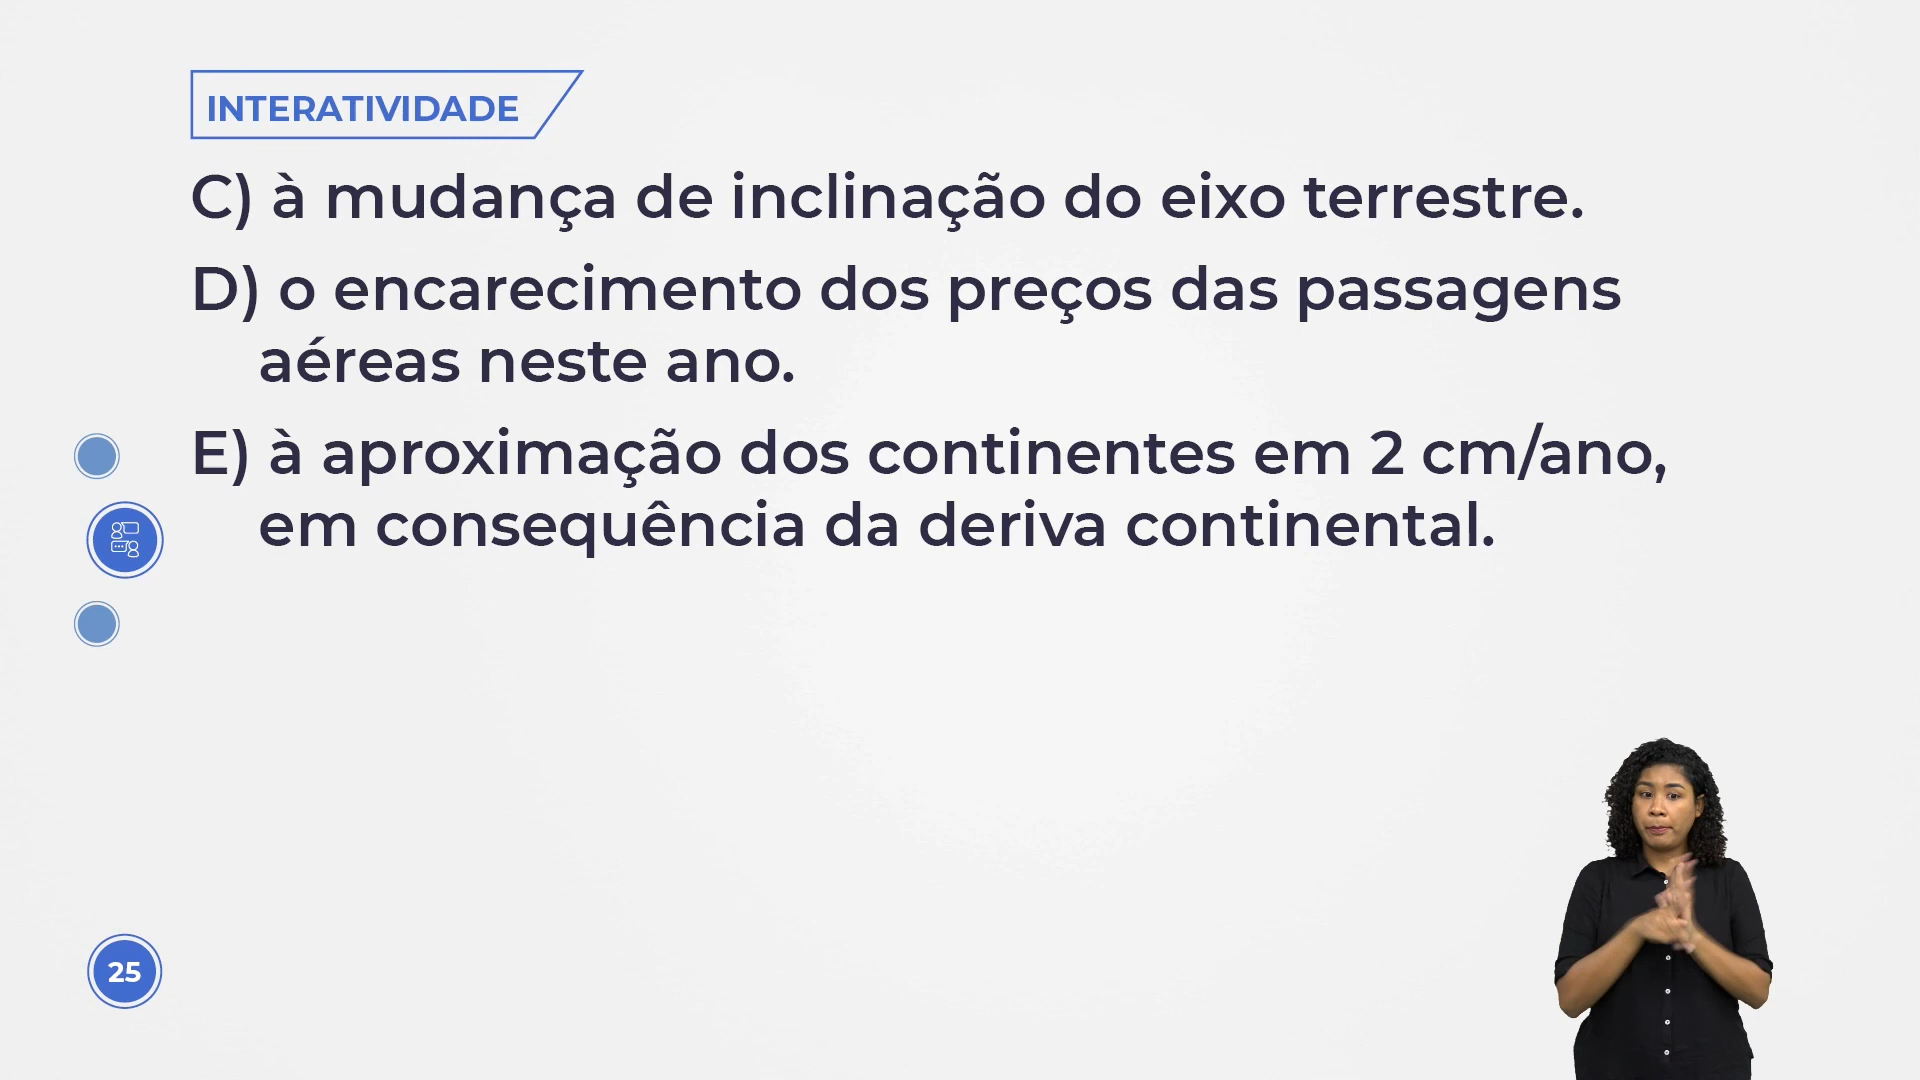 INTERATIVIDADE
C) à mudança de inclinação do eixo terrestre.
D) o encarecimento dos preços das passagens
aéreas neste ano.
E) à aproximação dos continentes em 2 cm/ano,
em consequência da deriva continental.
25